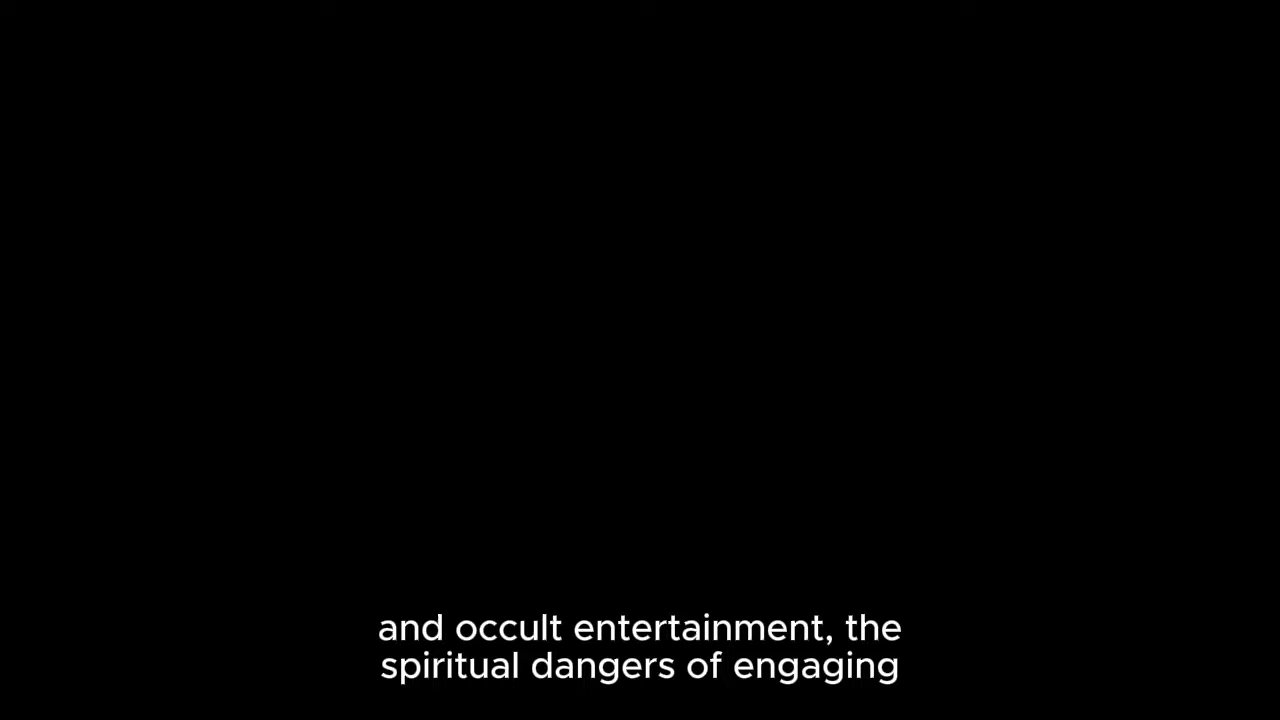 and occult entertainment, the
spiritual dangers of engaging